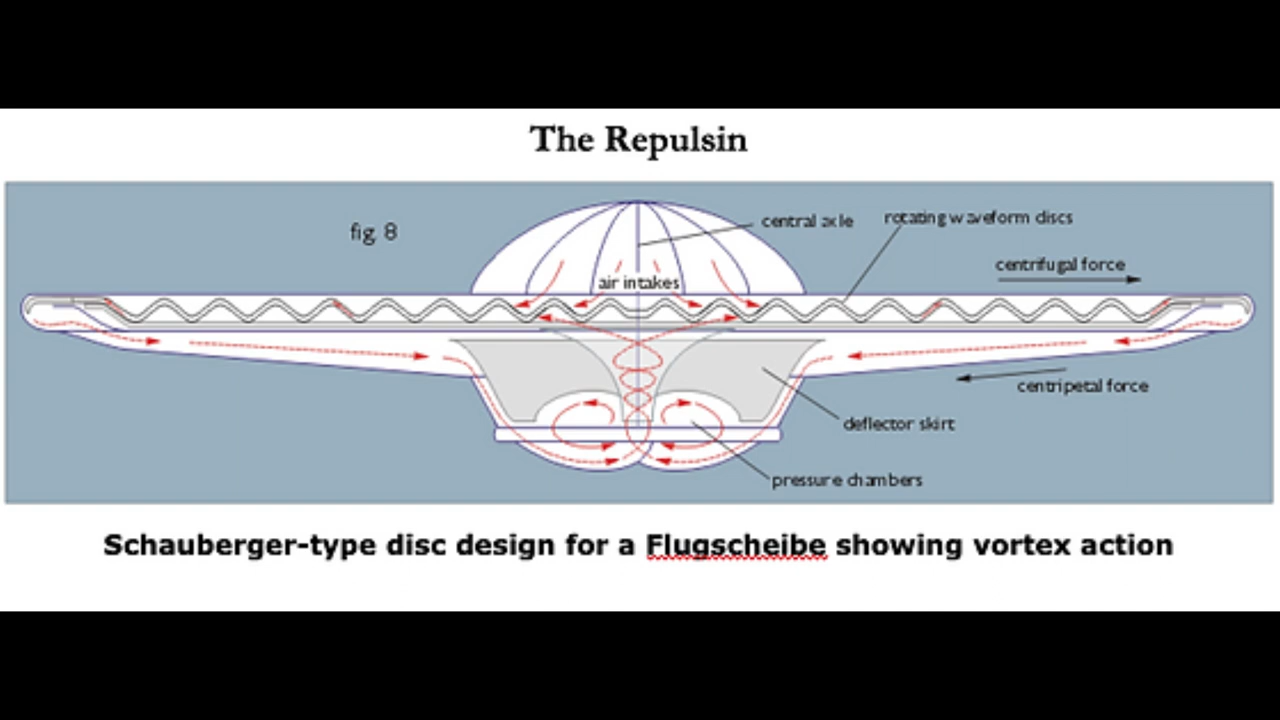 The Repulsin
fig. 8
central axle
rotating waveform discs
centrifugal force
air intakes
centripetal force
deflector skirt
pressure chambers
Schauberger-type disc design for a Flugscheibe showing vortex action